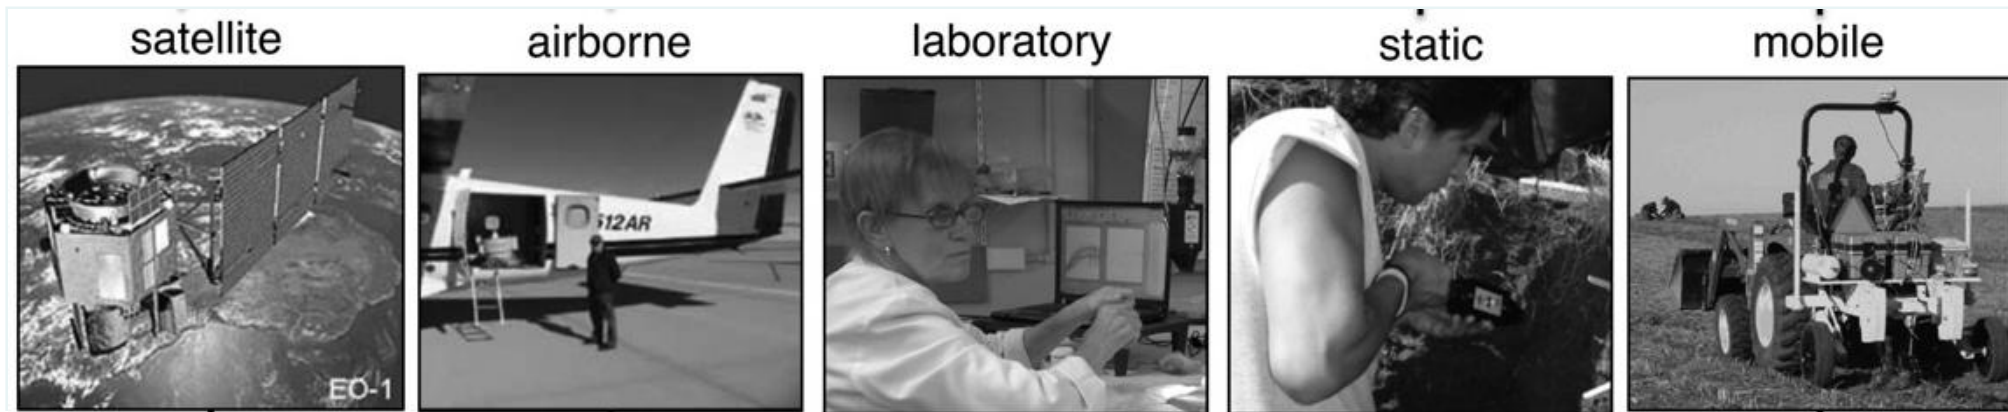 satellite
airborne
laboratory
static
mobile
EO-1
512AR